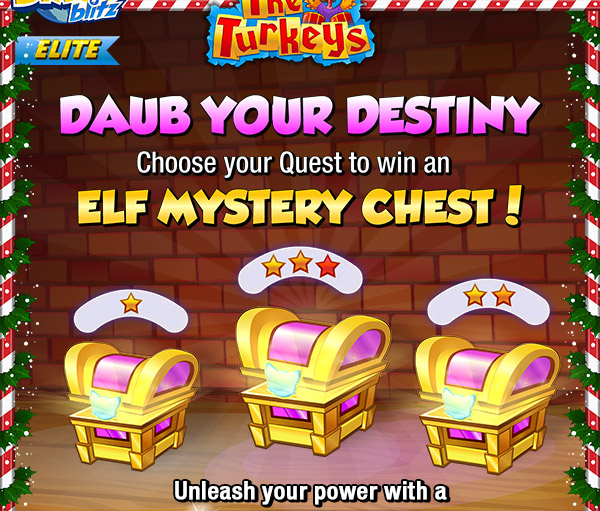 blitz
ELITE
The
Turkeys
DAUB YOUR DESTINY
Choose your Quest to win an
ELF MYSTERY CHEST!
Unleash your power with a